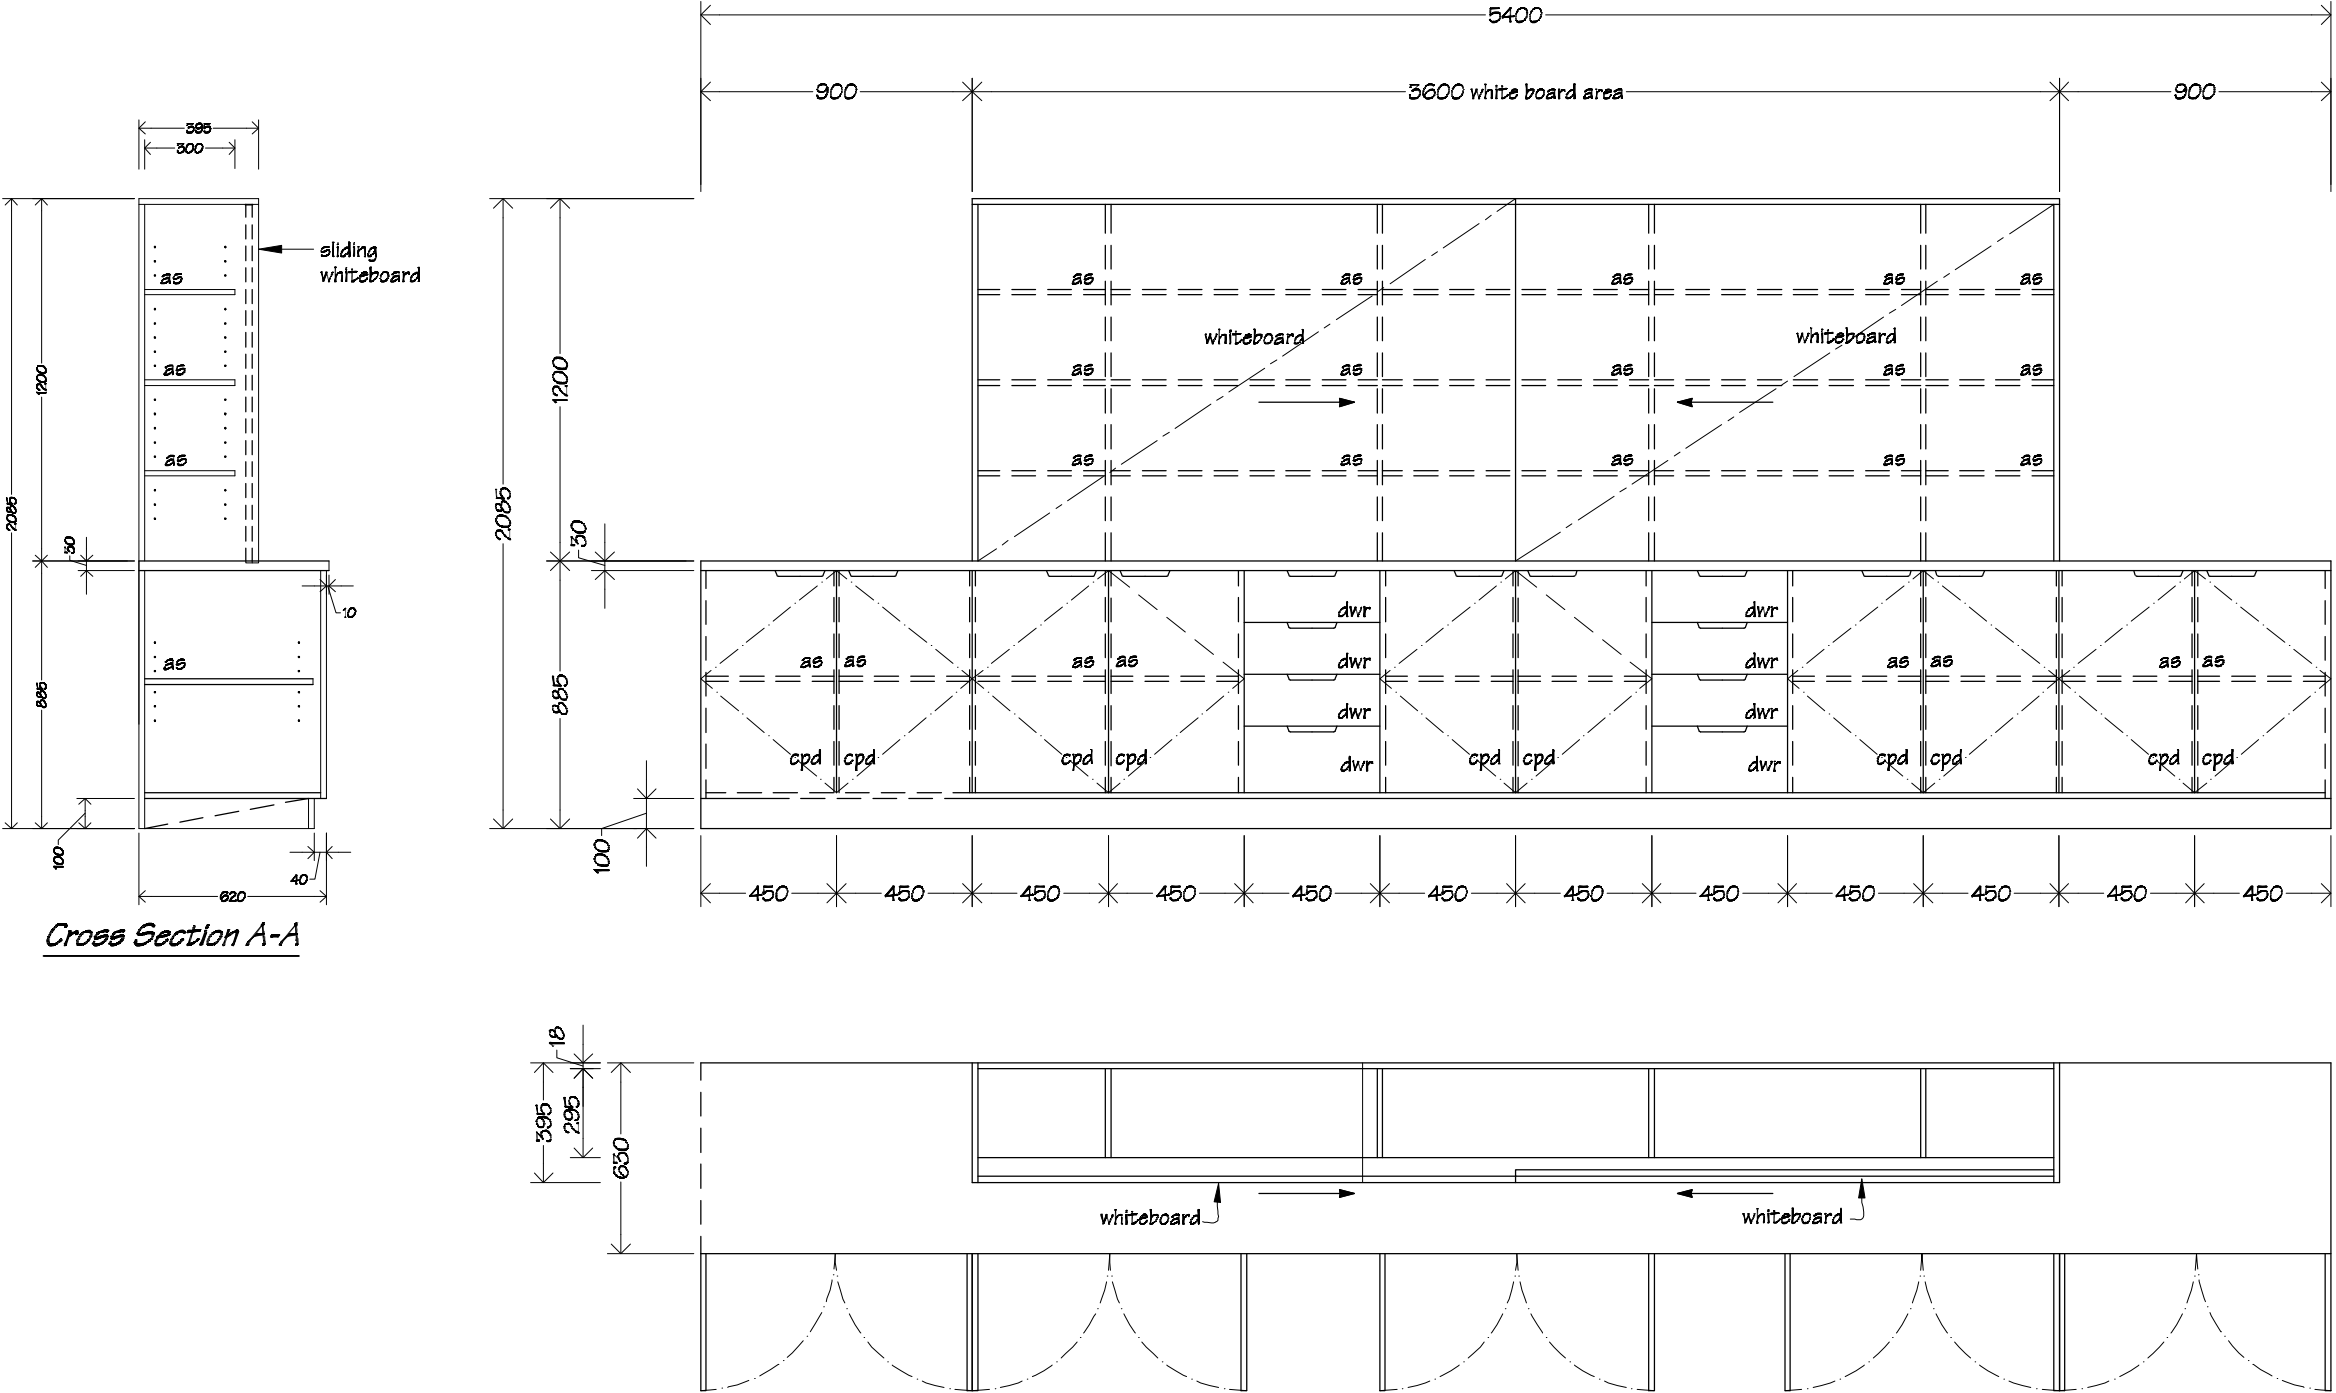 5400
900
3600 white board area
900
395
300
sliding
whiteboard
as
as
as
1200
2085
30
10
as
885
100
40
620
Cross Section A-A
2085
1200
30
885
100
as as as as as
whiteboard whiteboard
as as as as as
as as as as as
dwr dwr
as as as as dwr dwr as as as as
dwr dwr
cpd cpd cpd cpd dwr cpd cpd dwr cpd cpd cpd cpd
450 450 450 450 450 450 450 450 450 450 450 450
18
395
295
630
whiteboard
whiteboard